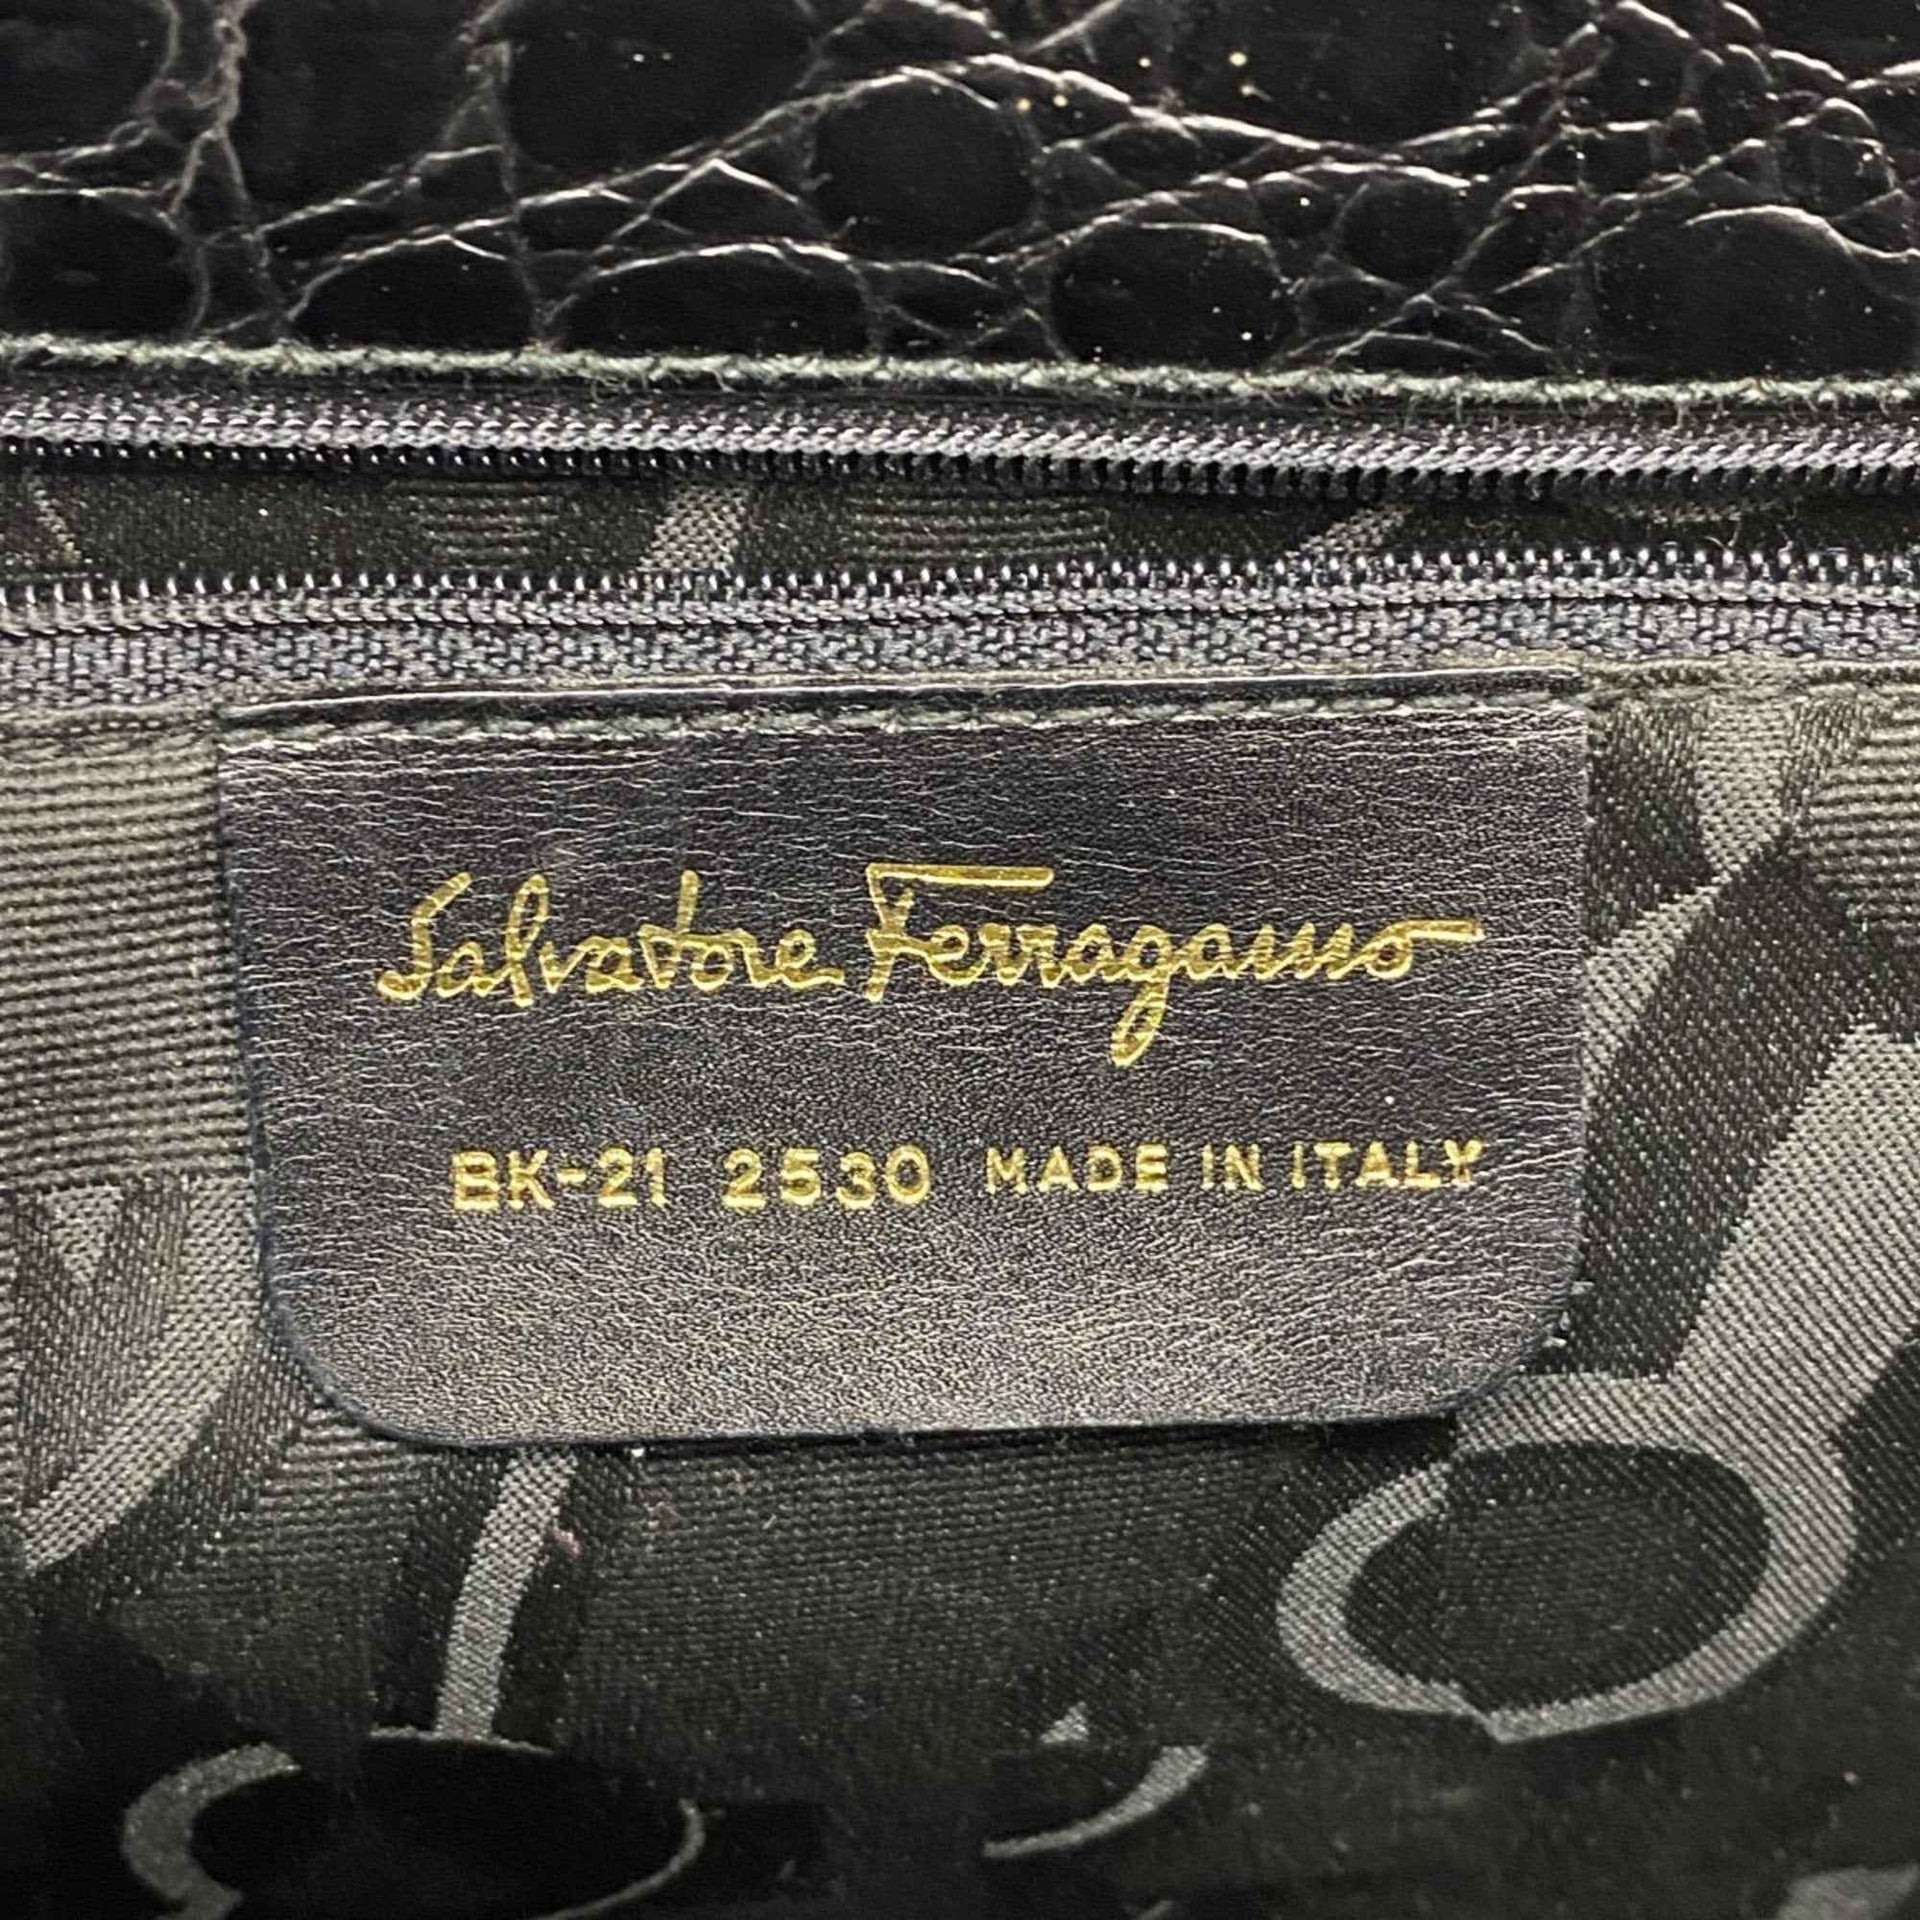 Salvatore Ferragamo
BK-21 2530 MADE IN ITALY